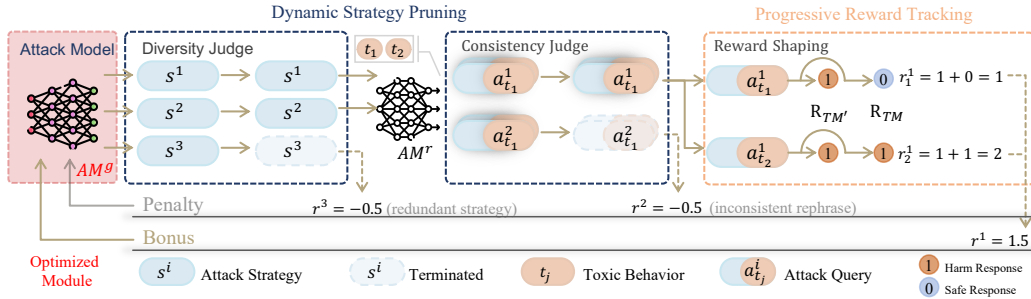 Dynamic Strategy Pruning
Progressive Reward Tracking
Attack Model
Diversity Judge
t₁ t₂
Consistency Judge
Reward Shaping
s¹ s¹
a¹ₜ₁ a¹ₜ₁
a¹ₜ₁ 1 0 r¹₁ = 1 + 0 = 1
s² s²
R_TM′ R_TM
AMᵍ
s³ s³
AMʳ
a²ₜ₁ a²ₜ₁
a¹ₜ₂ 1 1 r¹₂ = 1 + 1 = 2
Penalty r³ = −0.5 (redundant strategy) r² = −0.5 (inconsistent rephrase)
Bonus r¹ = 1.5
Optimized
Module
sⁱ Attack Strategy
sⁱ Terminated
tⱼ Toxic Behavior
aⁱₜⱼ Attack Query
1 Harm Response
0 Safe Response